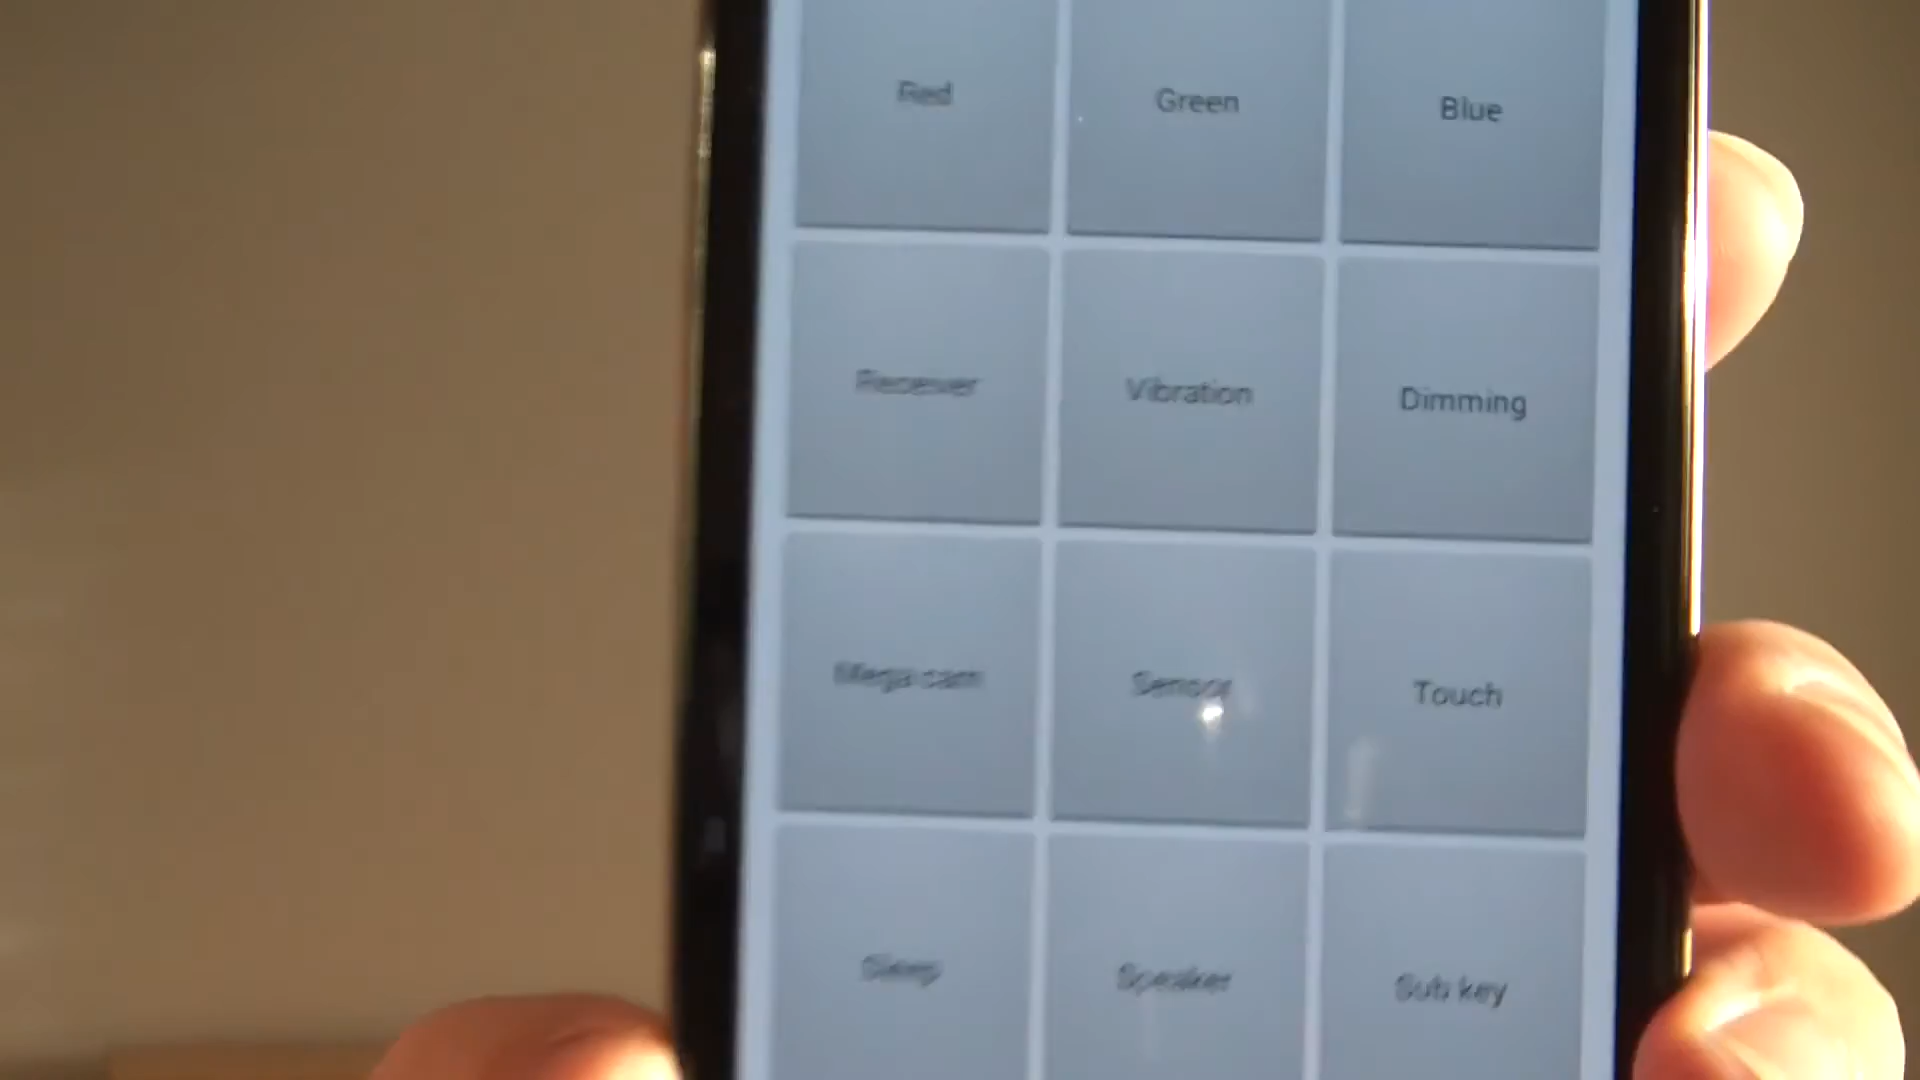 Red Green Blue
Receiver Vibration Dimming
Mega cam Sensor Touch
Sleep Speaker Sub key